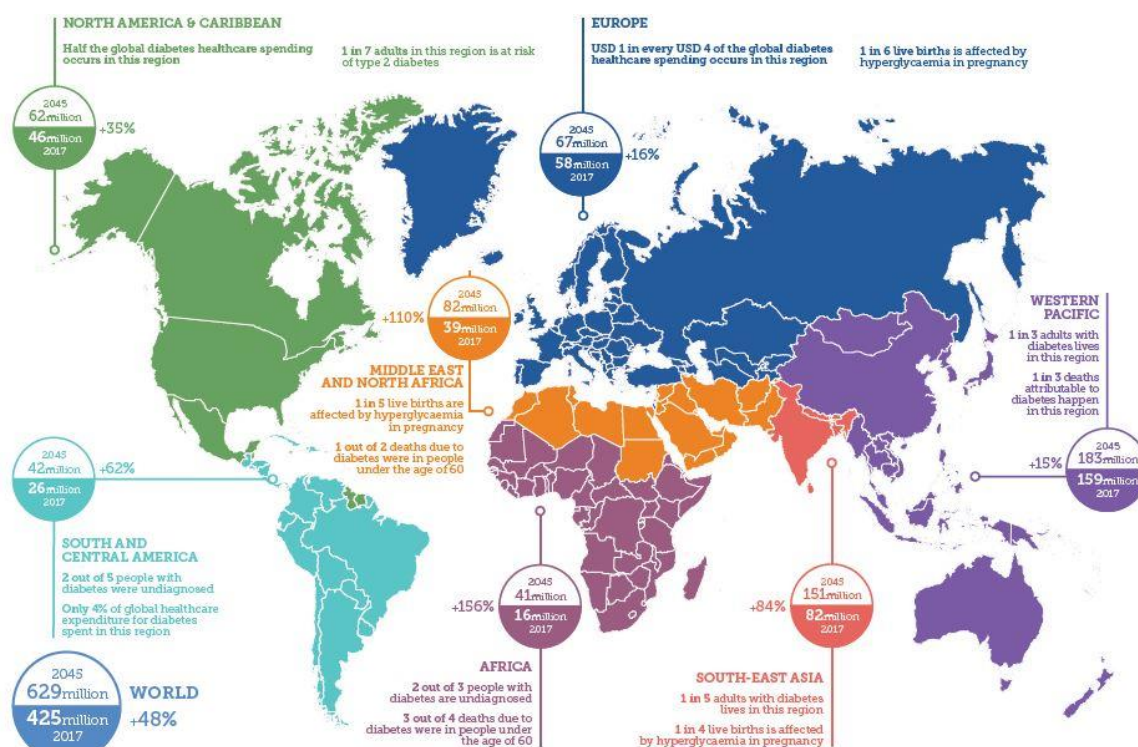 NORTH AMERICA & CARIBBEAN
Half the global diabetes healthcare spending
occurs in this region
1 in 7 adults in this region is at risk
of type 2 diabetes
2045
62million
46million
2017
+35%
EUROPE
USD 1 in every USD 4 of the global diabetes
healthcare spending occurs in this region
1 in 6 live births is affected by
hyperglycaemia in pregnancy
2045
67million
58million
2017
+16%
+110%
2045
82million
39million
2017
MIDDLE EAST
AND NORTH AFRICA
1 in 5 live births are
affected by hyperglycaemia
in pregnancy
1 out of 2 deaths due to
diabetes were in people
under the age of 60
WESTERN
PACIFIC
1 in 3 adults with
diabetes lives
in this region
1 in 3 deaths
attributable to
diabetes happen
in this region
+15%
2045
183million
159million
2017
2045
42million
26million
2017
+62%
SOUTH AND
CENTRAL AMERICA
2 out of 5 people with
diabetes were undiagnosed
Only 4% of global healthcare
expenditure for diabetes
spent in this region
+156%
2045
41million
16million
2017
AFRICA
2 out of 3 people with
diabetes are undiagnosed
3 out of 4 deaths due to
diabetes were in people under
the age of 60
+84%
2045
151million
82million
2017
SOUTH-EAST ASIA
1 in 5 adults with diabetes
lives in this region
1 in 4 live births is affected
by hyperglycaemia in pregnancy
2045
629million
425million
2017
WORLD
+48%